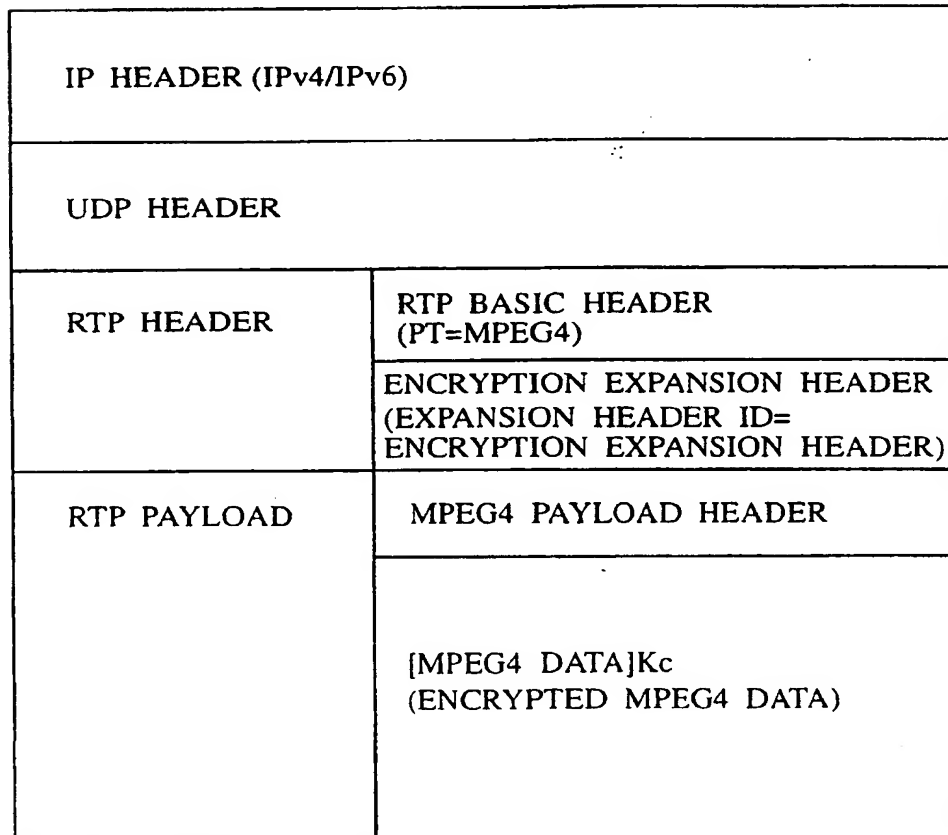 IP HEADER (IPv4/IPv6)
UDP HEADER
RTP HEADER
RTP BASIC HEADER
(PT=MPEG4)
ENCRYPTION EXPANSION HEADER
(EXPANSION HEADER ID=
ENCRYPTION EXPANSION HEADER)
RTP PAYLOAD
MPEG4 PAYLOAD HEADER
[MPEG4 DATA]Kc
(ENCRYPTED MPEG4 DATA)